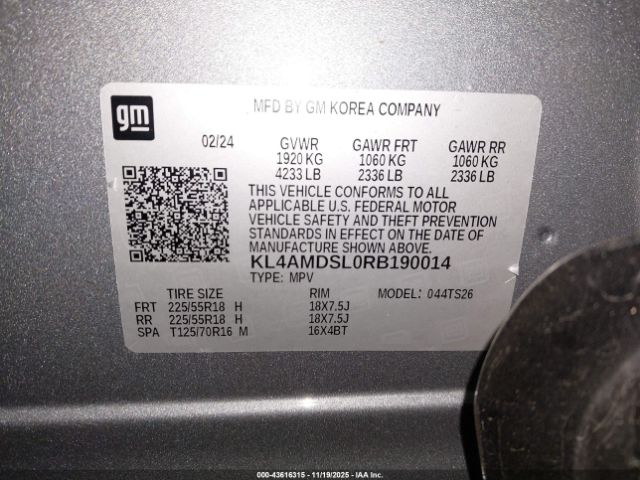 gm
MFD BY GM KOREA COMPANY
02/24 GVWR GAWR FRT GAWR RR
1920 KG 1060 KG 1060 KG
4233 LB 2336 LB 2336 LB
THIS VEHICLE CONFORMS TO ALL
APPLICABLE U.S. FEDERAL MOTOR
VEHICLE SAFETY AND THEFT PREVENTION
STANDARDS IN EFFECT ON THE DATE OF
MANUFACTURE SHOWN ABOVE.
KL4AMDSL0RB190014
TYPE: MPV
TIRE SIZE RIM MODEL: 044TS26
FRT 225/55R18 H 18X7.5J
RR 225/55R18 H 18X7.5J
SPA T125/70R16 M 16X4BT
000-43616315 - 11/19/2025 - IAA Inc.